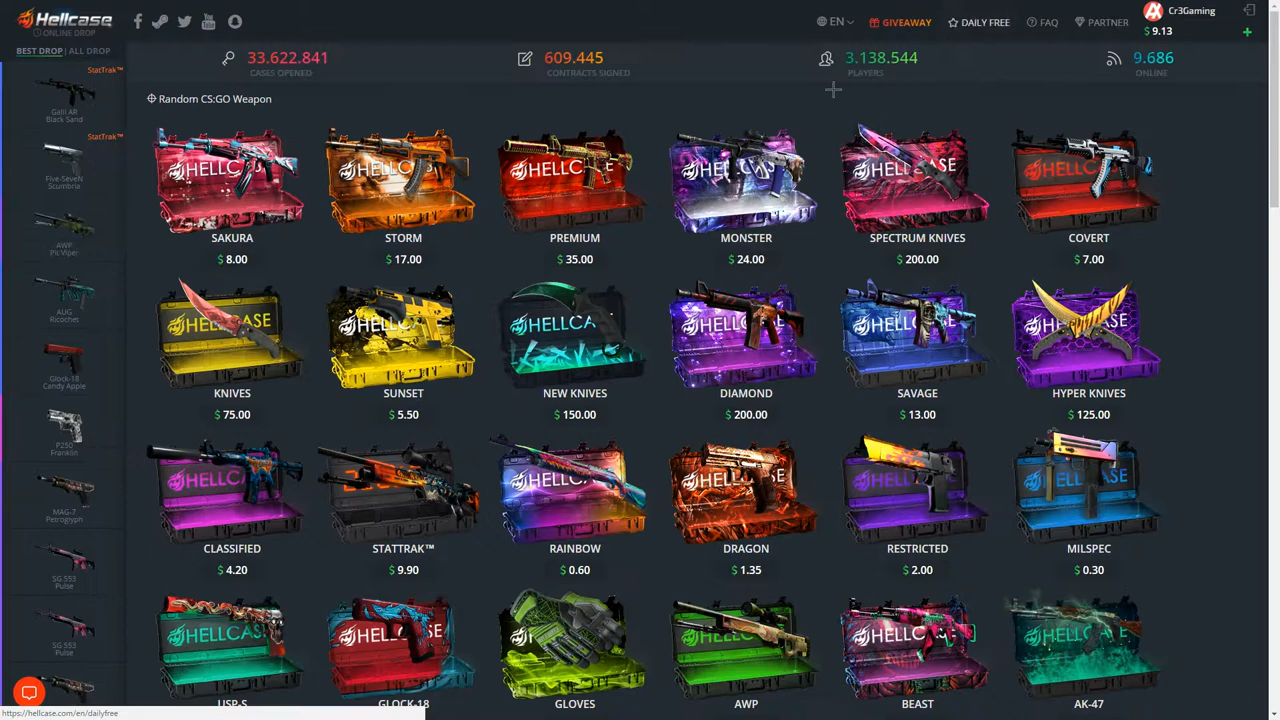 Hellcase
ONLINE DROP
EN
GIVEAWAY
DAILY FREE
FAQ
PARTNER
Cr3Gaming
$ 9.13
BEST DROP | ALL DROP
33.622.841
CASES OPENED
609.445
CONTRACTS SIGNED
3.138.544
PLAYERS
9.686
ONLINE
StatTrak™
Galil AR
Black Sand
StatTrak™
Five-SeveN
Scumbria
AWP
Pit Viper
AUG
Ricochet
Glock-18
Candy Apple
P250
Franklin
MAG-7
Petroglyph
SG 553
Pulse
SG 553
Pulse
Random CS:GO Weapon
SAKURA
$ 8.00
STORM
$ 17.00
PREMIUM
$ 35.00
MONSTER
$ 24.00
SPECTRUM KNIVES
$ 200.00
COVERT
$ 7.00
KNIVES
$ 75.00
SUNSET
$ 5.50
NEW KNIVES
$ 150.00
DIAMOND
$ 200.00
SAVAGE
$ 13.00
HYPER KNIVES
$ 125.00
CLASSIFIED
$ 4.20
STATTRAK™
$ 9.90
RAINBOW
$ 0.60
DRAGON
$ 1.35
RESTRICTED
$ 2.00
MILSPEC
$ 0.30
USP-S
GLOCK-18
GLOVES
AWP
BEAST
AK-47
https://hellcase.com/en/dailyfree